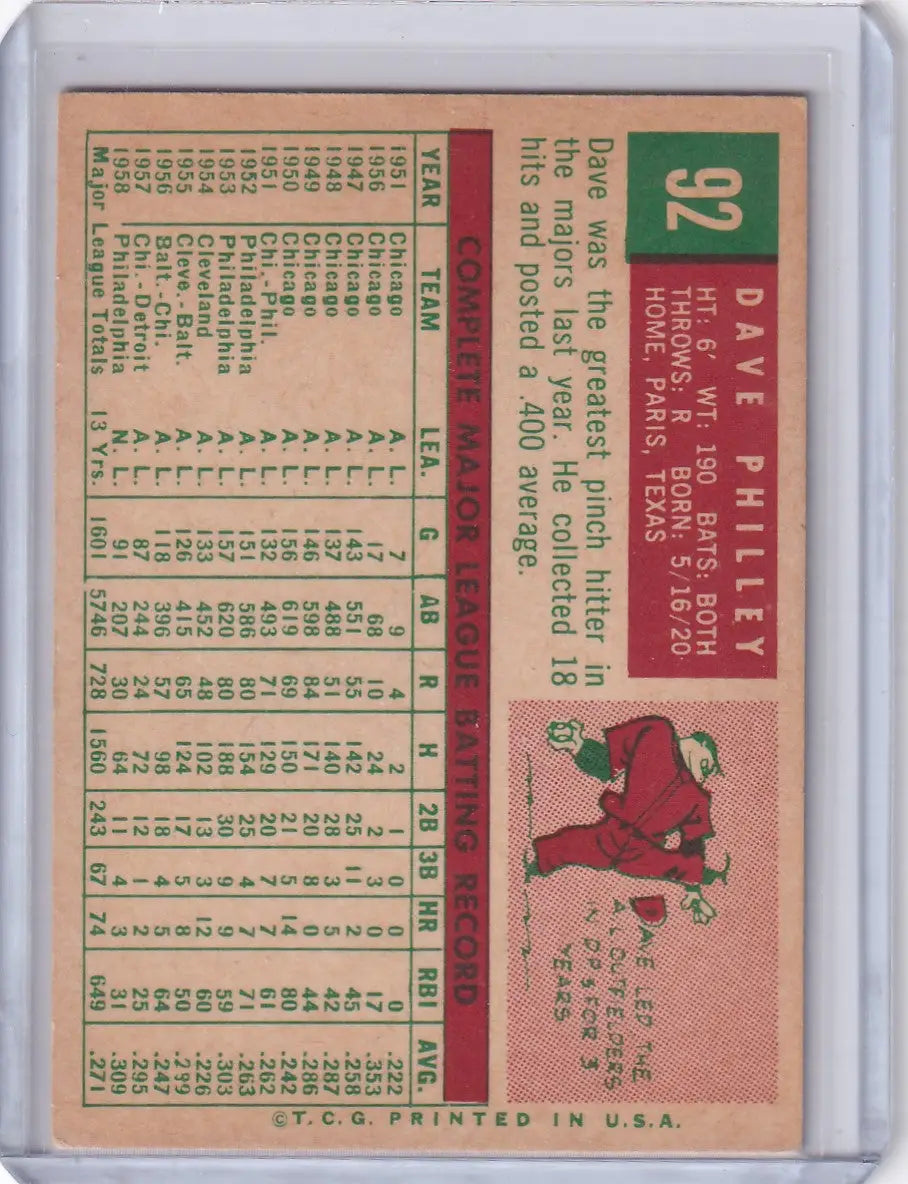 92
DAVE PHILLEY
HT: 6' WT: 190 BATS: BOTH
THROWS: R BORN: 5/16/20
HOME, PARIS, TEXAS
Dave was the greatest pinch hitter in
the majors last year. He collected 18
hits and posted a .400 average.
DAVE LED THE
A L OUTFIELDERS
IN DPs FOR 3
YEARS
COMPLETE MAJOR LEAGUE BATTING RECORD
YEAR TEAM LEA. G AB R H 2B 3B HR RBI AVG.
1951 Chicago A. L. 7 9 4 2 1 0 0 0 .222
1956 Chicago A. L. 17 68 10 24 2 3 0 17 .353
1947 Chicago A. L. 143 551 55 142 25 11 2 45 .258
1948 Chicago A. L. 137 488 51 140 28 3 5 42 .287
1949 Chicago A. L. 146 598 84 171 20 8 0 44 .286
1950 Chicago A. L. 156 619 69 150 21 5 14 80 .242
1951 Chi.-Phil. A. L. 132 493 71 129 20 7 7 61 .262
1952 Philadelphia A. L. 151 586 80 154 25 4 7 71 .263
1953 Philadelphia A. L. 157 620 80 188 30 9 9 59 .303
1954 Cleveland A. L. 133 452 48 102 13 3 12 60 .226
1955 Cleve.-Balt. A. L. 126 415 65 124 17 5 8 50 .299
1956 Balt.-Chi. A. L. 118 396 57 98 18 4 5 64 .247
1957 Chi.-Detroit A. L. 87 244 24 72 12 1 2 25 .295
1958 Philadelphia N. L. 91 207 30 64 11 4 3 31 .309
Major League Totals 13 Yrs. 1601 5746 728 1560 243 67 74 649 .271
©T.C.G. PRINTED IN U.S.A.